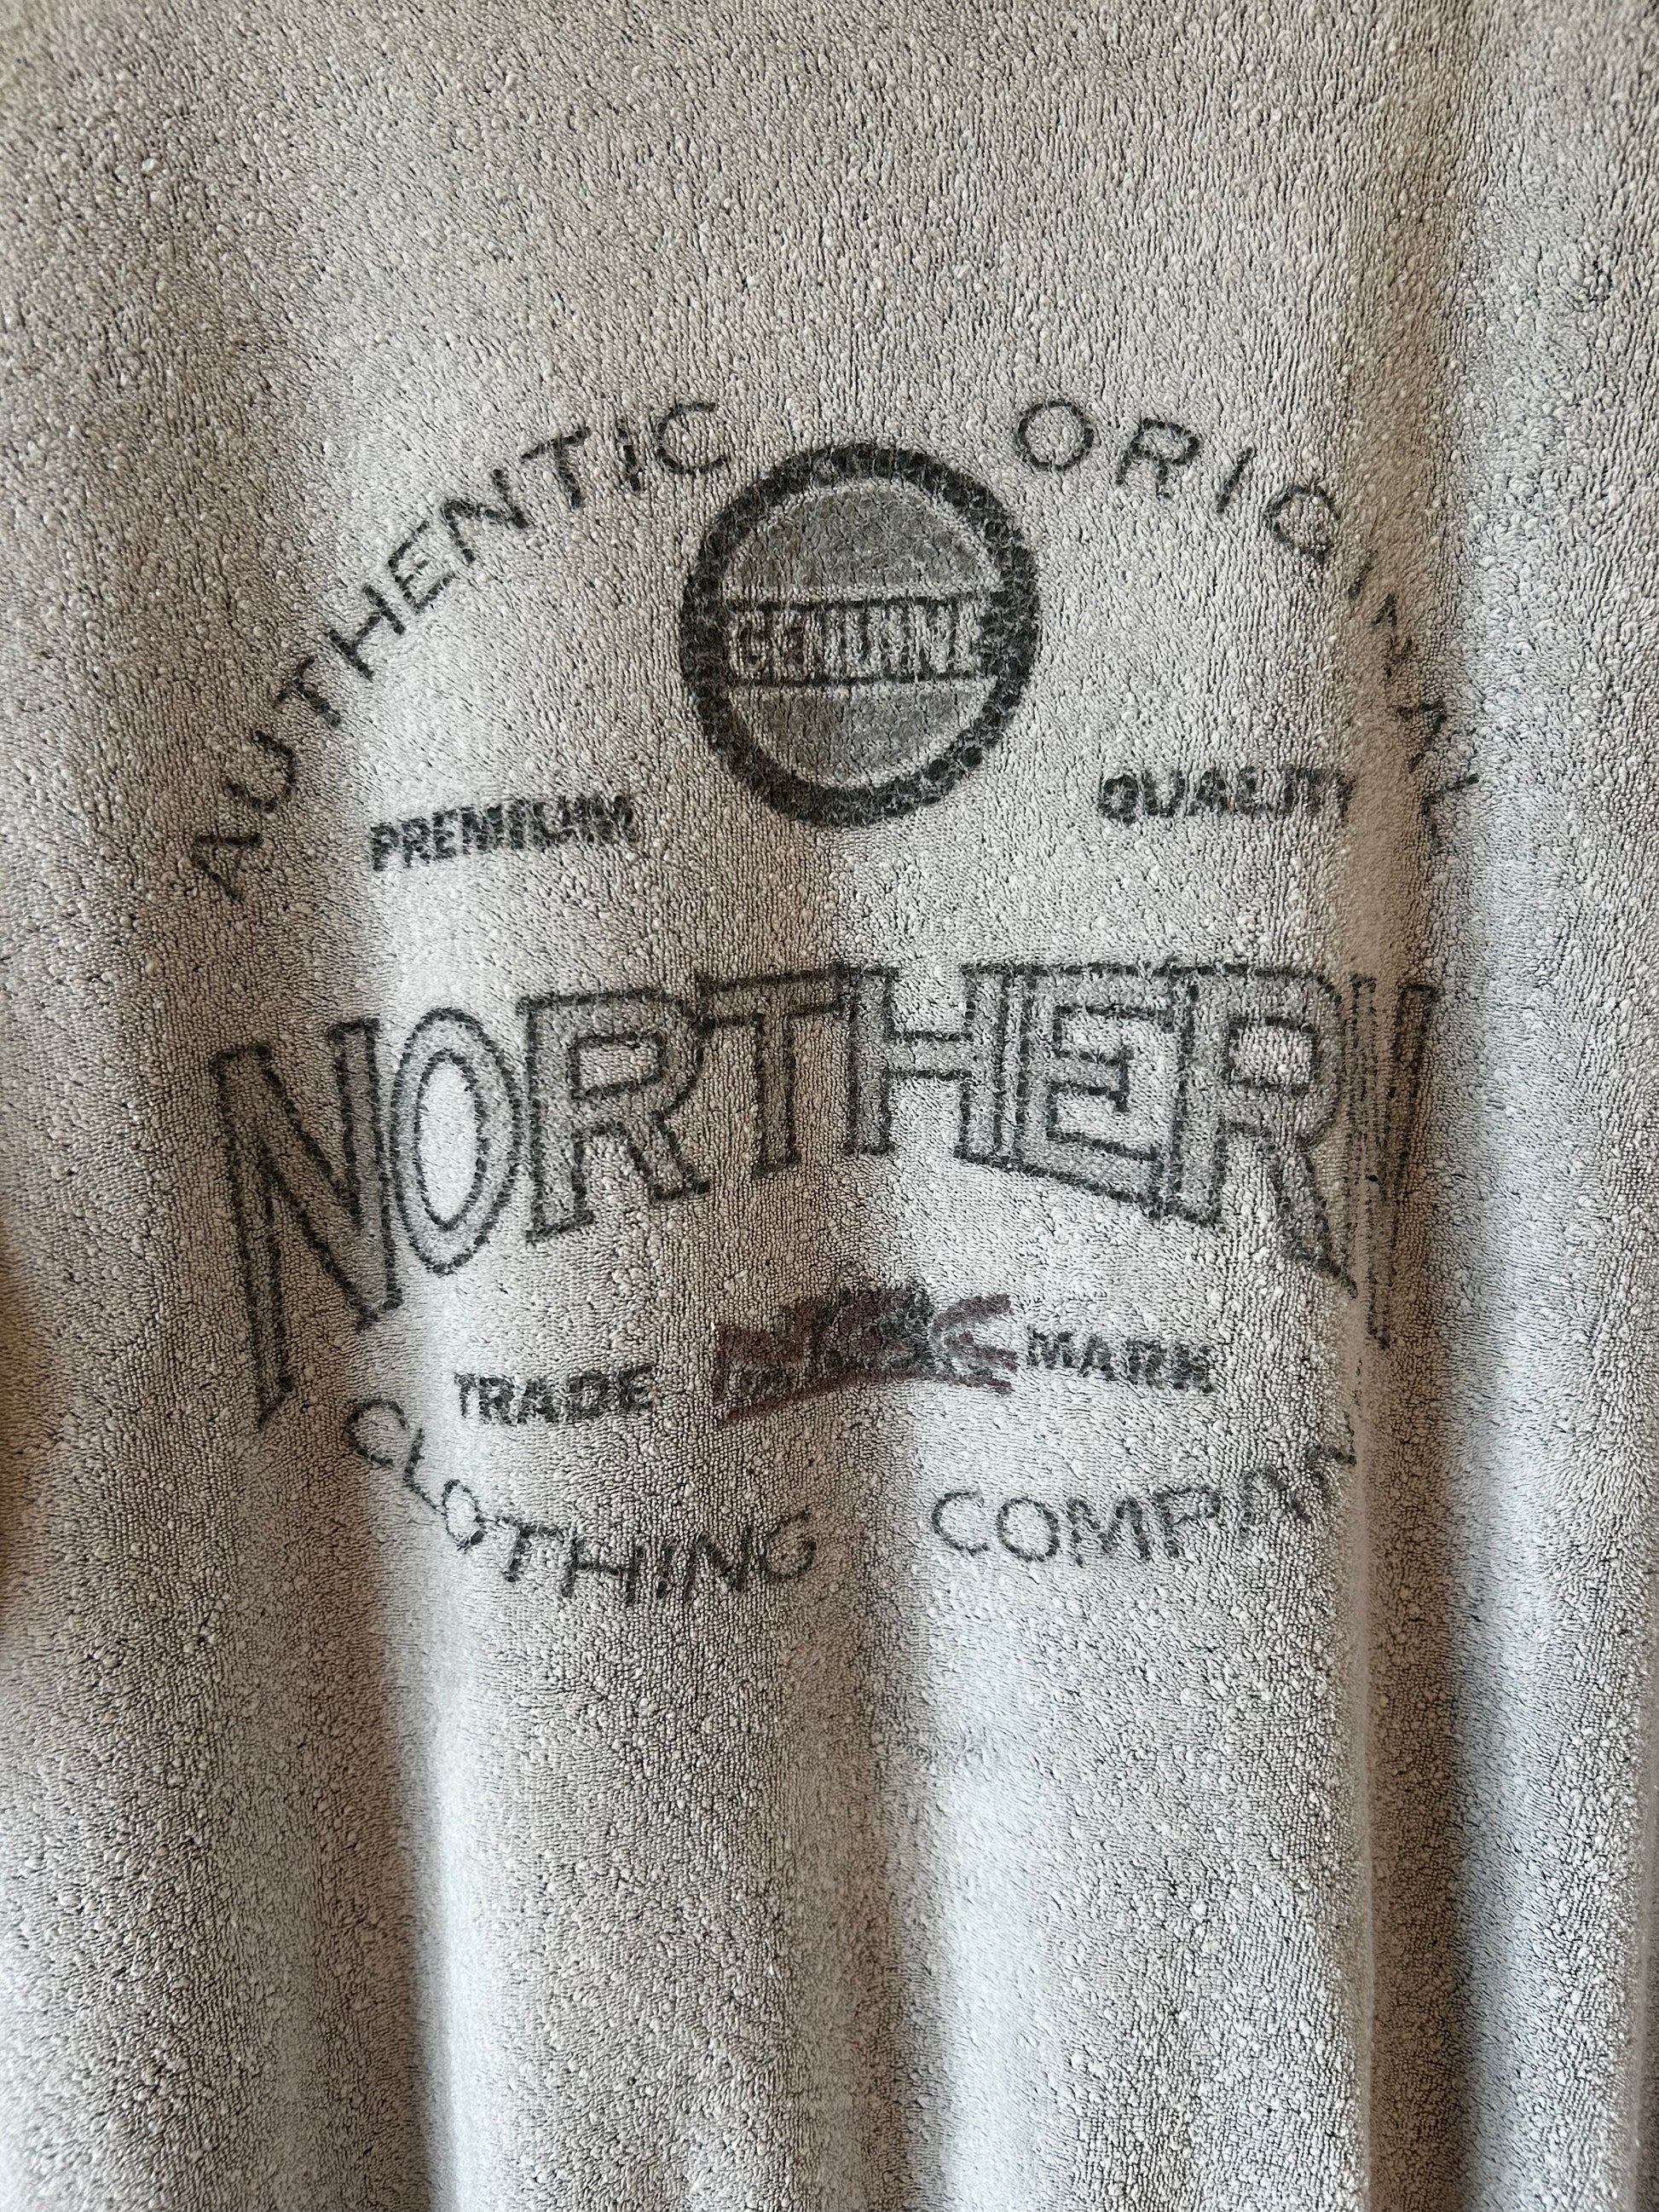 AUTHENTIC ORIGINAL
GENUINE
PREMIUM QUALITY
NORTHERN
TRADE MARK
CLOTHING COMPANY